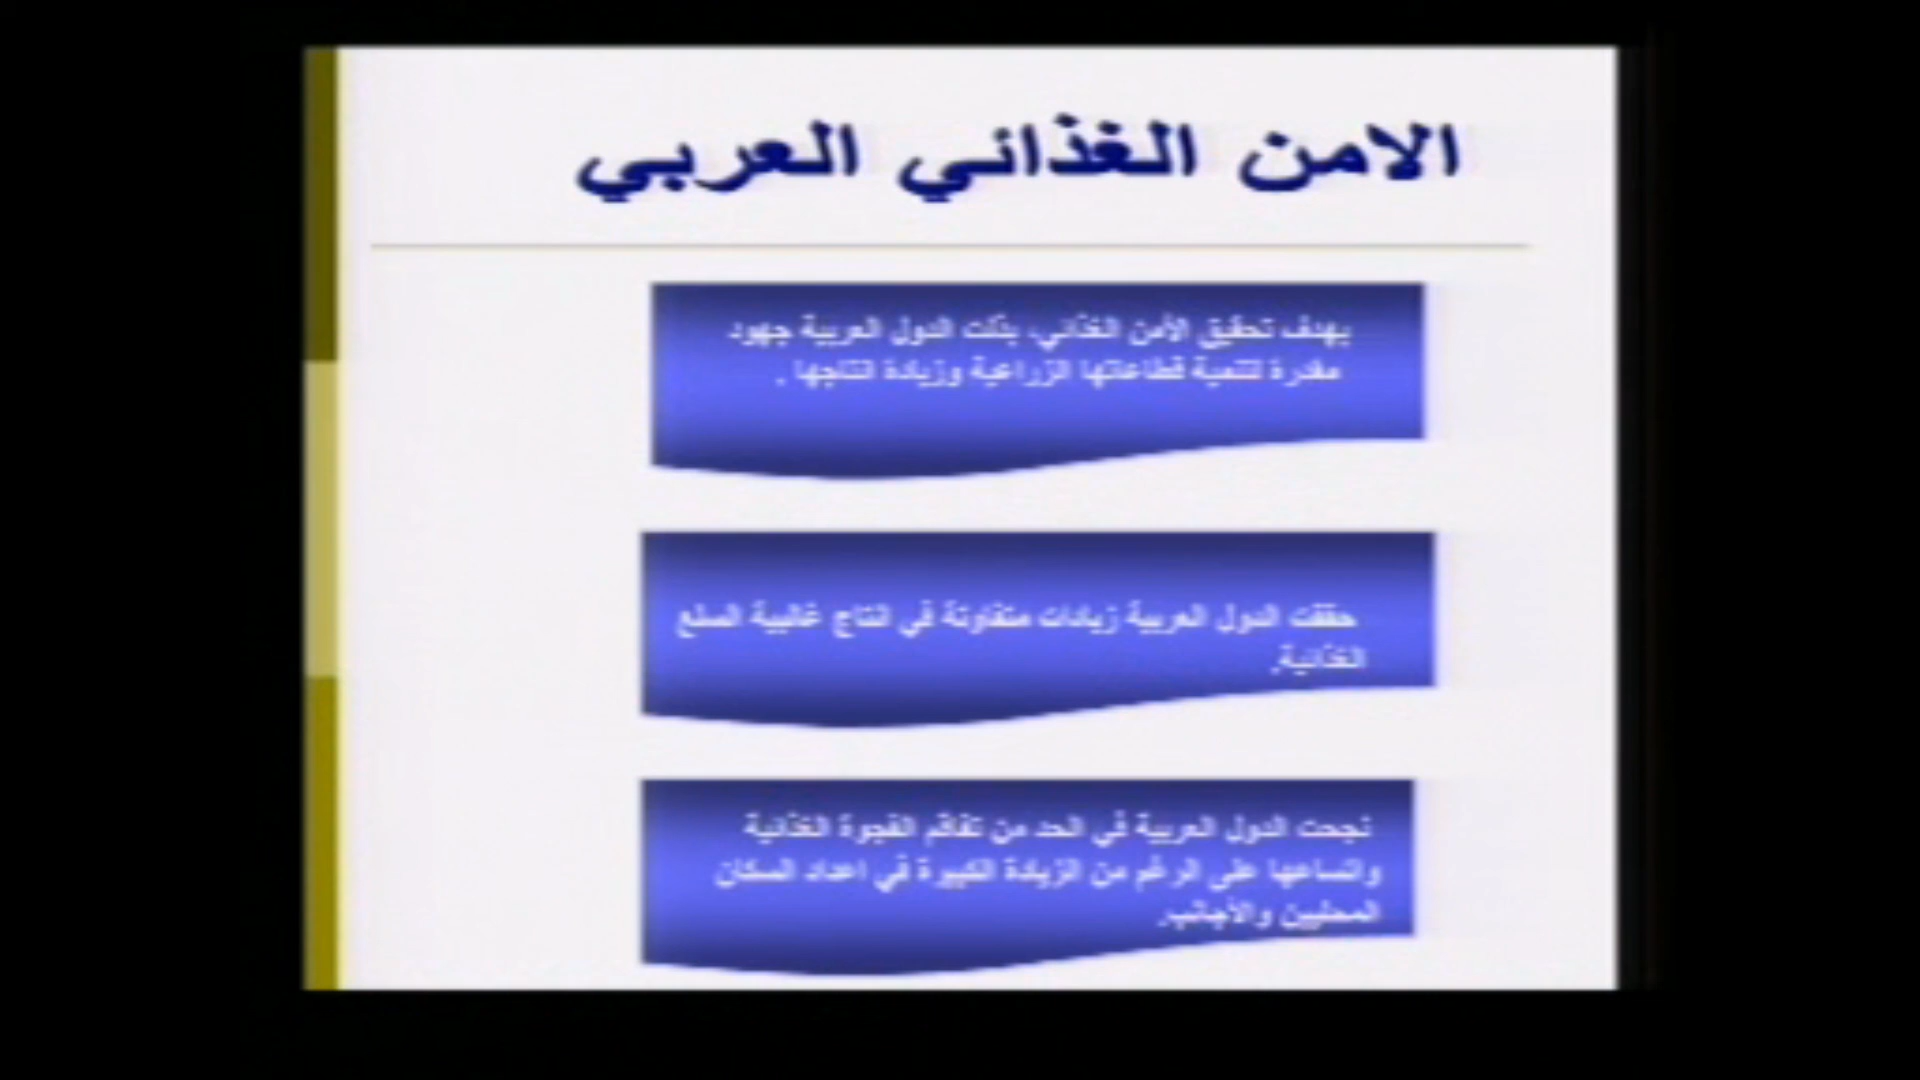 الامن الغذائي العربي
بهدف تحقيق الأمن الغذائي، بذلت الدول العربية جهود
مقدرة لتنمية قطاعاتها الزراعية وزيادة انتاجها .
حققت الدول العربية زيادات متفاوتة في انتاج غالبية السلع
الغذائية.
نجحت الدول العربية في الحد من تفاقم الفجوة الغذائية
واتساعها على الرغم من الزيادة الكبيرة في اعداد السكان
المحليين والأجانب.